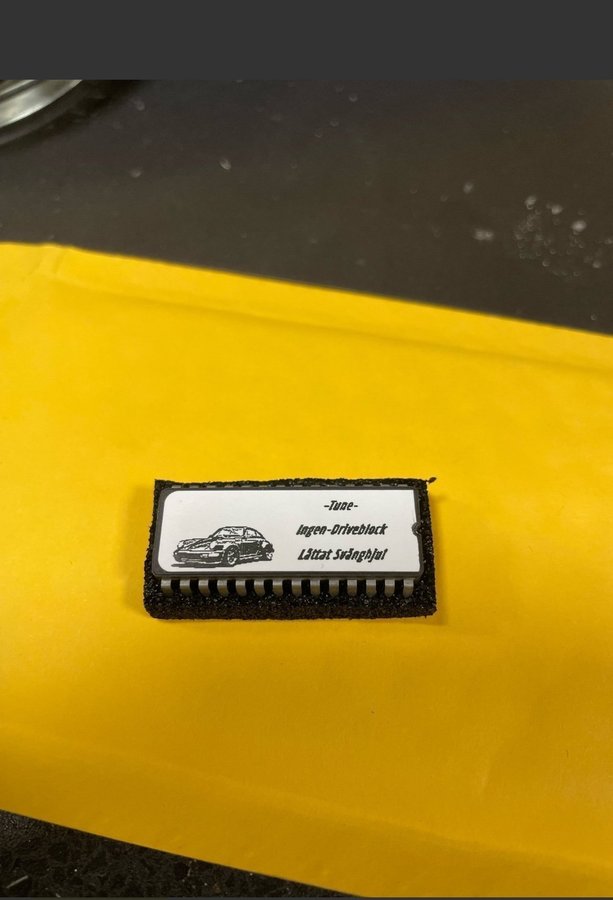 -Tune-
Ingen-Driveblock
Lättat Svänghjul